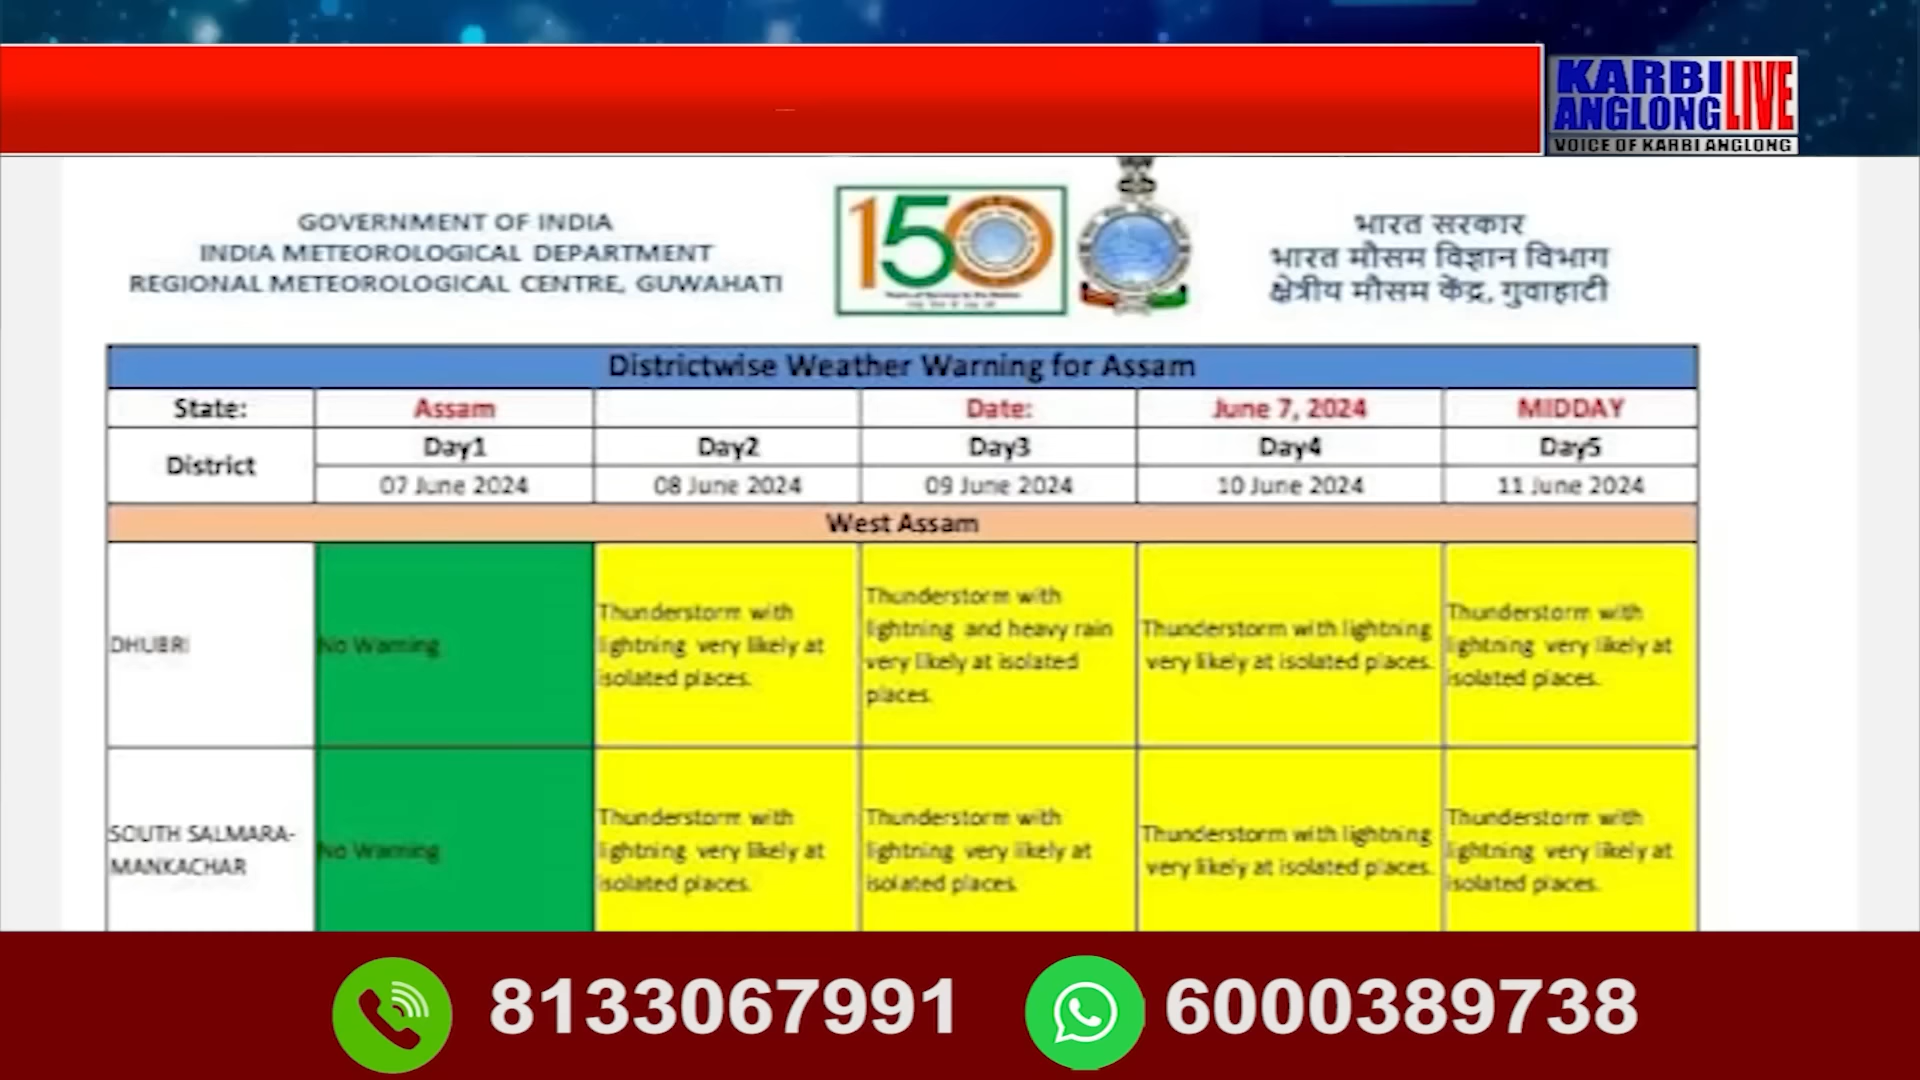 KARBI
ANGLONG LIVE
VOICE OF KARBI ANGLONG
GOVERNMENT OF INDIA
INDIA METEOROLOGICAL DEPARTMENT
REGIONAL METEOROLOGICAL CENTRE, GUWAHATI
150
भारत सरकार
भारत मौसम विज्ञान विभाग
क्षेत्रीय मौसम केंद्र, गुवाहाटी
Districtwise Weather Warning for Assam
State: Assam Date: June 7, 2024 MIDDAY
District Day1 Day2 Day3 Day4 Day5
07 June 2024 08 June 2024 09 June 2024 10 June 2024 11 June 2024
West Assam
DHUBRI
No Warning
Thunderstorm with
lightning very likely at
isolated places.
Thunderstorm with
lightning and heavy rain
very likely at isolated
places.
Thunderstorm with lightning
very likely at isolated places.
Thunderstorm with
lightning very likely at
isolated places.
SOUTH SALMARA-
MANKACHAR
No Warning
Thunderstorm with
lightning very likely at
isolated places.
Thunderstorm with
lightning very likely at
isolated places.
Thunderstorm with lightning
very likely at isolated places.
Thunderstorm with
lightning very likely at
isolated places.
8133067991 6000389738